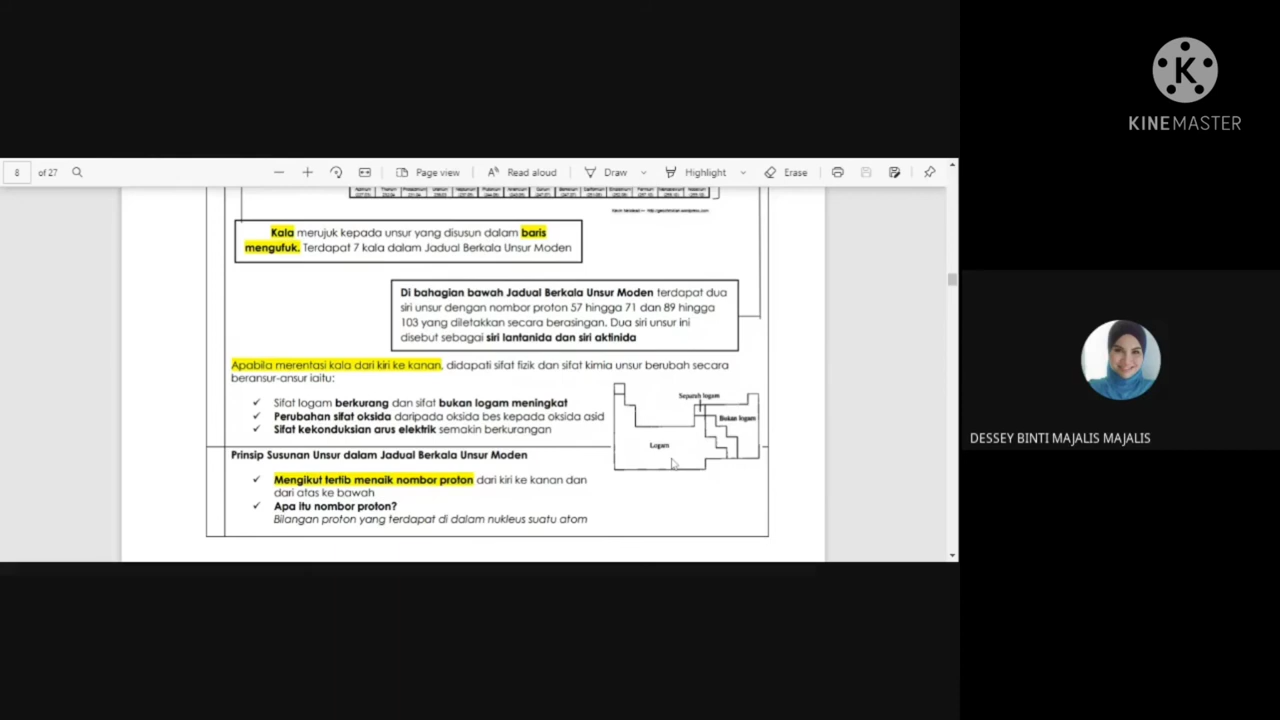 KINEMASTER
8 of 27
Page view
Read aloud
Draw
Highlight
Erase
Kala merujuk kepada unsur yang disusun dalam baris
mengufuk. Terdapat 7 kala dalam Jadual Berkala Unsur Moden
Di bahagian bawah Jadual Berkala Unsur Moden terdapat dua
siri unsur dengan nombor proton 57 hingga 71 dan 89 hingga
103 yang diletakkan secara berasingan. Dua siri unsur ini
disebut sebagai siri lantanida dan siri aktinida
Apabila merentasi kala dari kiri ke kanan, didapati sifat fizik dan sifat kimia unsur berubah secara
beransur-ansur iaitu:
✓ Sifat logam berkurang dan sifat bukan logam meningkat
✓ Perubahan sifat oksida daripada oksida bes kepada oksida asid
✓ Sifat kekonduksian arus elektrik semakin berkurangan
Separuh logam
Bukan logam
Logam
Prinsip Susunan Unsur dalam Jadual Berkala Unsur Moden
✓ Mengikut tertib menaik nombor proton dari kiri ke kanan dan
dari atas ke bawah
✓ Apa itu nombor proton?
Bilangan proton yang terdapat di dalam nukleus suatu atom
DESSEY BINTI MAJALIS MAJALIS